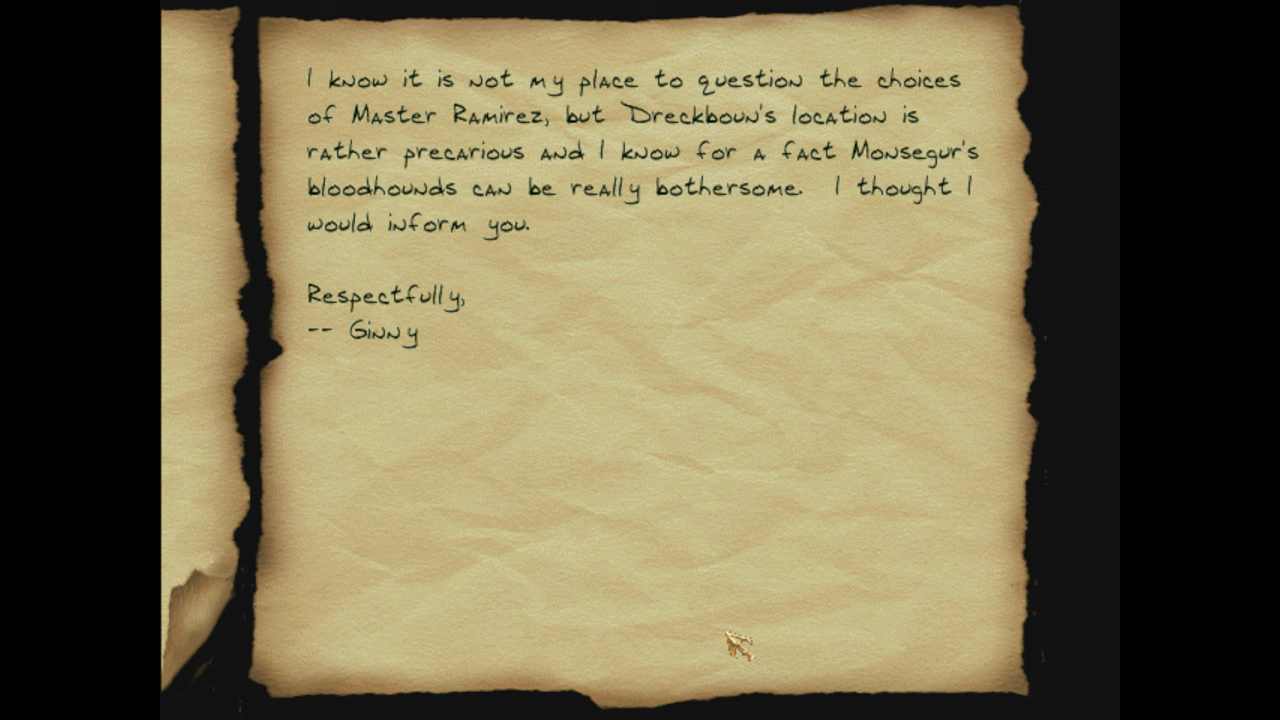 I know it is not my place to question the choices
of Master Ramirez, but Dreckboun's location is
rather precarious and I know for a fact Monsegur's
bloodhounds can be really bothersome. I thought I
would inform you.
Respectfully,
-- Ginny